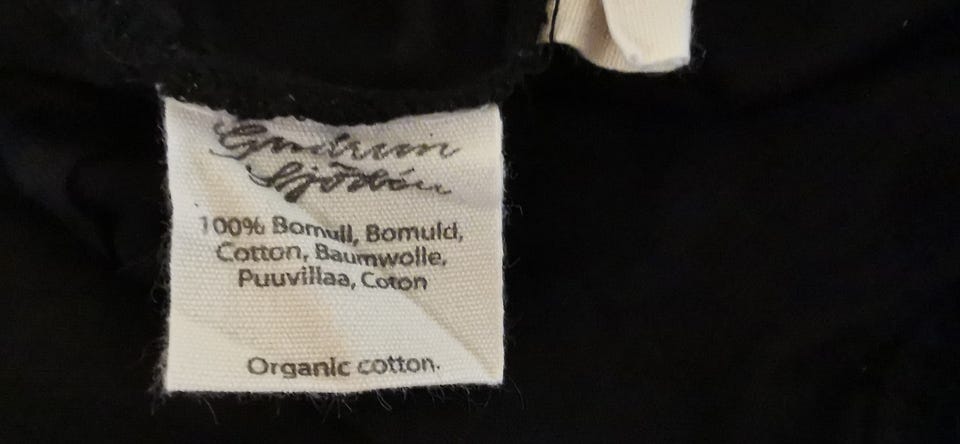 Gudrun
Sjödén
100% Bomull, Bomuld,
Cotton, Baumwolle,
Puuvillaa, Coton
Organic cotton.